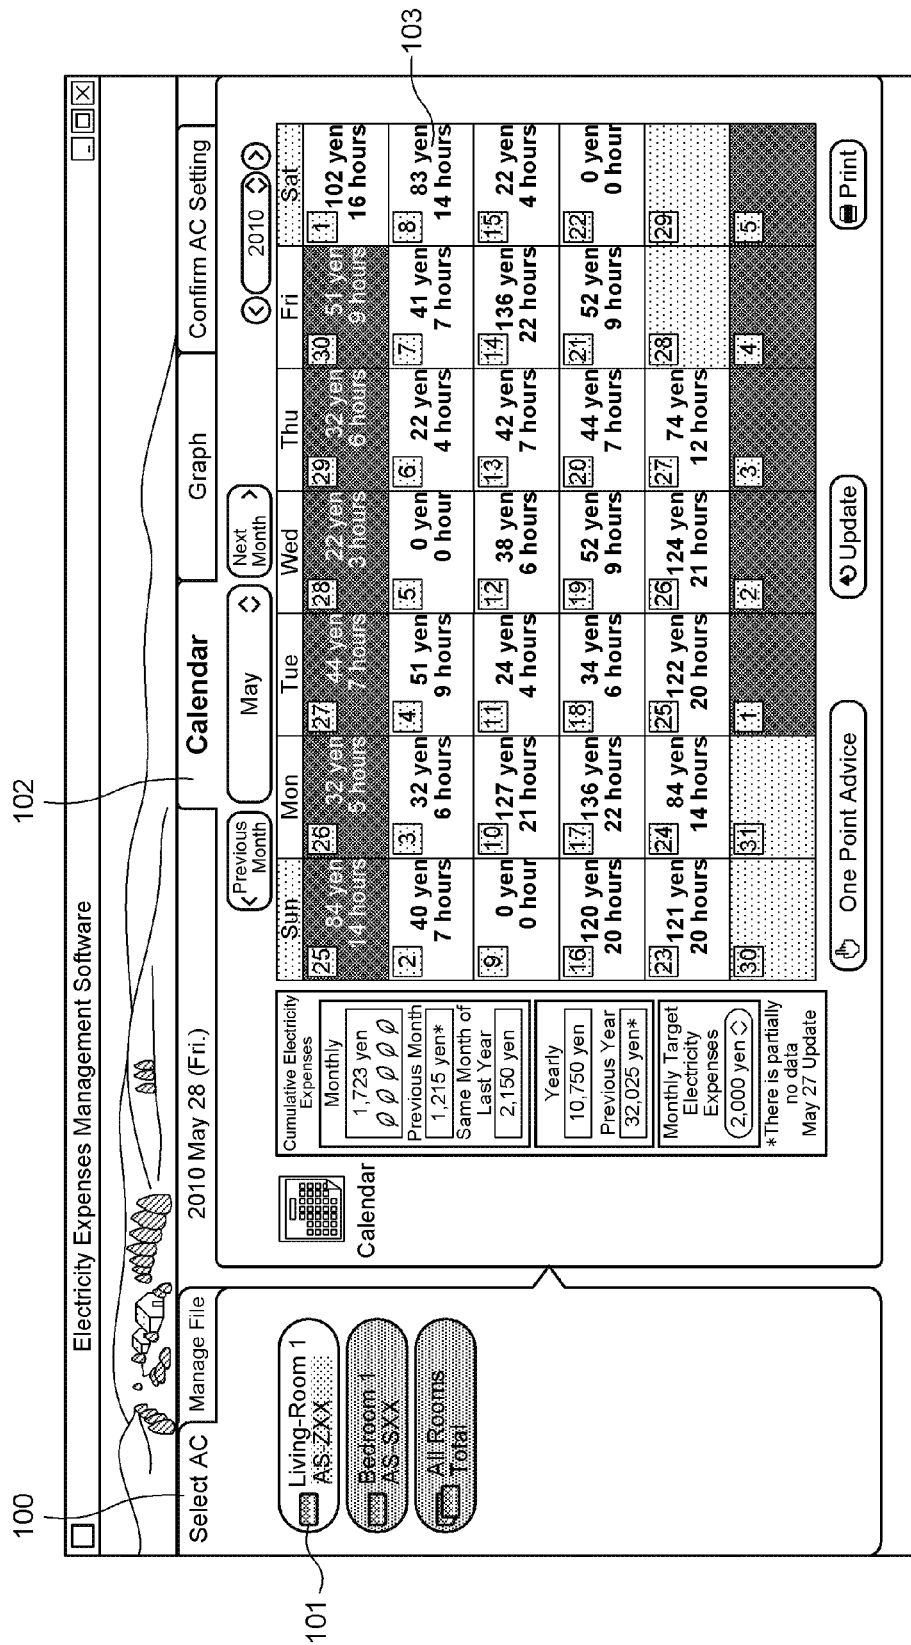 100
101
102
103
Electricity Expenses Management Software
Select AC
Manage File
2010 May 28 (Fri.)
Calendar
Graph
Confirm AC Setting
Living-Room 1
AS-ZXX
Bedroom 1
AS-SXX
All Rooms
Total
Calendar
Cumulative Electricity
Expenses
Monthly
1,723 yen
Previous Month
1,215 yen*
Same Month of
Last Year
2,150 yen
Yearly
10,750 yen
Previous Year
32,025 yen*
Monthly Target
Electricity
Expenses
2,000 yen
*There is partially
no data
May 27 Update
< Previous
Month
May
Next >
Month
< 2010 >
Sun Mon Tue Wed Thu Fri Sat
25 84 yen
14 hours
26 32 yen
5 hours
27 44 yen
7 hours
28 22 yen
3 hours
29 32 yen
6 hours
30 51 yen
9 hours
1 102 yen
16 hours
2 40 yen
7 hours
3 32 yen
6 hours
4 51 yen
9 hours
5 0 yen
0 hour
6 22 yen
4 hours
7 41 yen
7 hours
8 83 yen
14 hours
9 0 yen
0 hour
10 127 yen
21 hours
11 24 yen
4 hours
12 38 yen
6 hours
13 42 yen
7 hours
14 136 yen
22 hours
15 22 yen
4 hours
16 120 yen
20 hours
17 136 yen
22 hours
18 34 yen
6 hours
19 52 yen
9 hours
20 44 yen
7 hours
21 52 yen
9 hours
22 0 yen
0 hour
23 121 yen
20 hours
24 84 yen
14 hours
25 122 yen
20 hours
26 124 yen
21 hours
27 74 yen
12 hours
28
29
30
31
1
2
3
4
5
One Point Advice
Update
Print